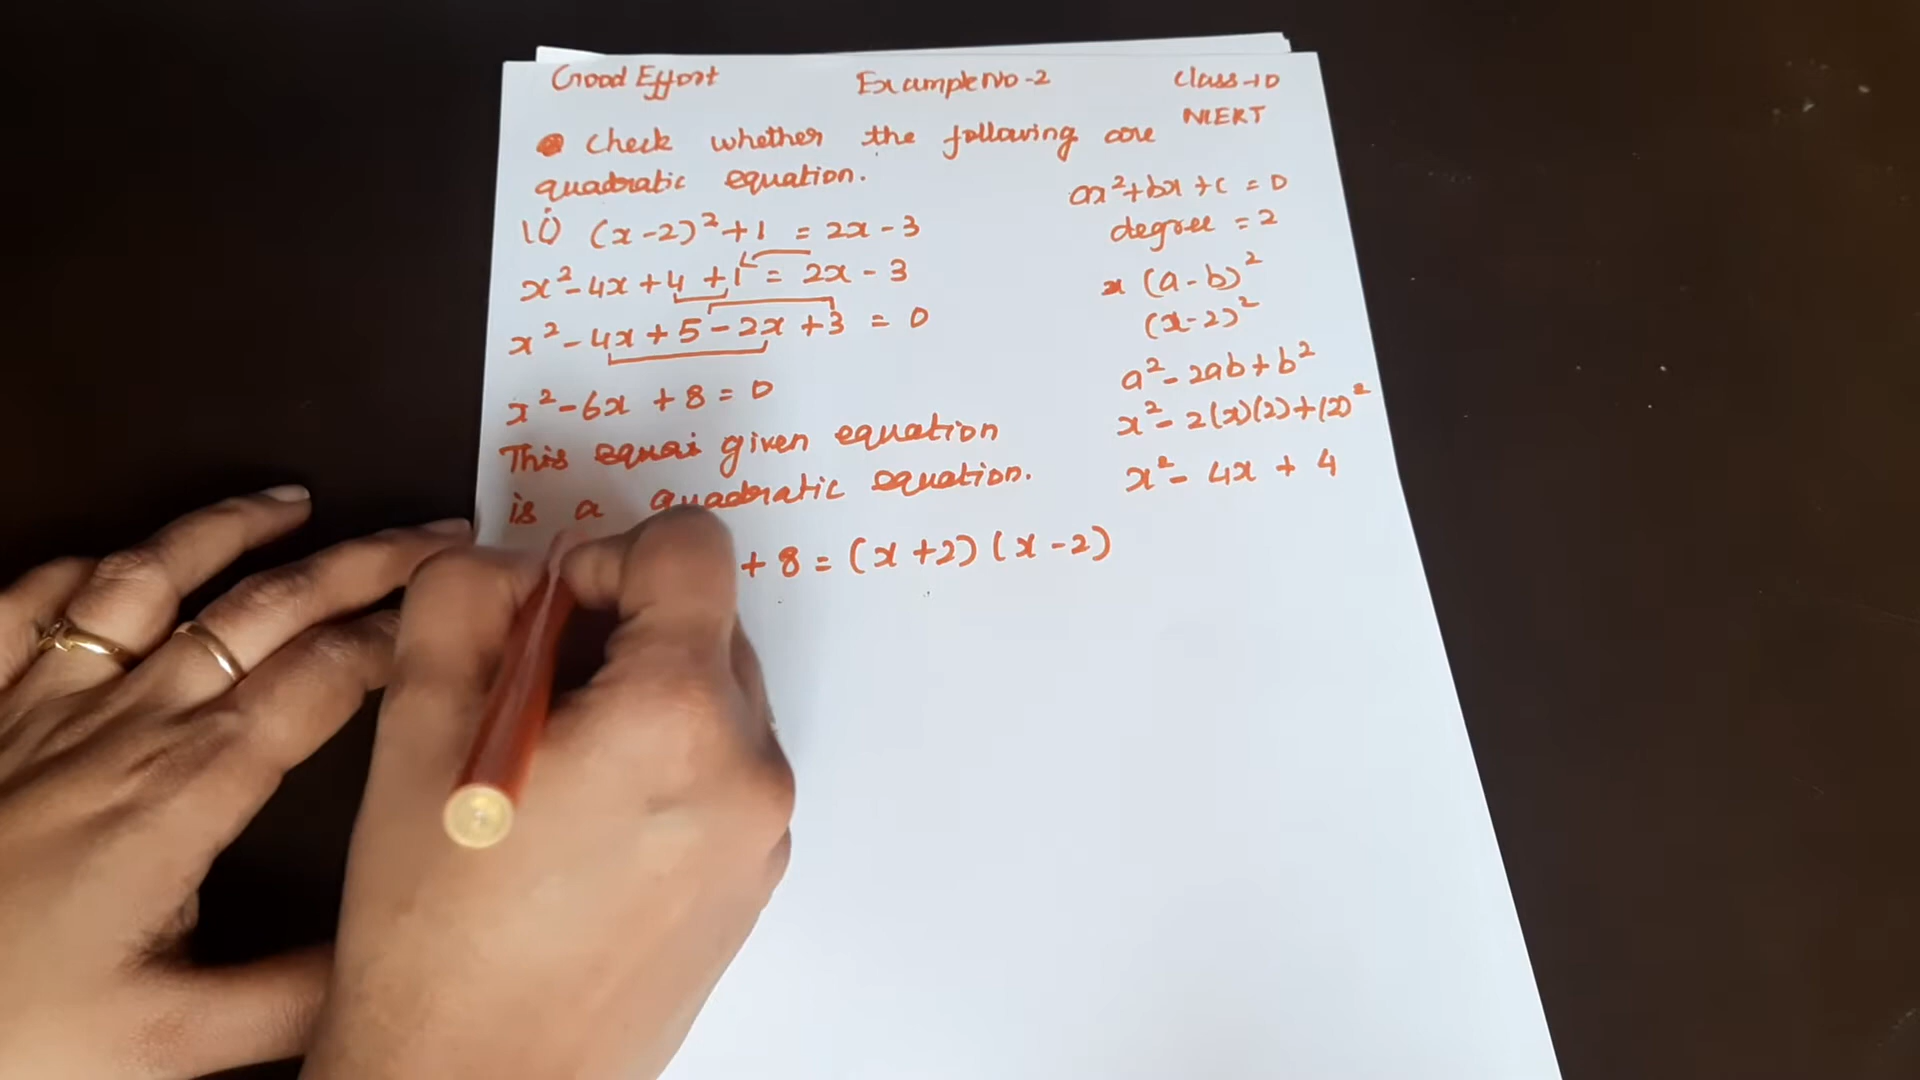 Good Effort Example No-2 Class-10
NCERT
Check whether the following are
quadratic equation.
ax²+bx+c = 0
degree = 2
(x-2)²+1 = 2x-3
x²-4x+4+1 = 2x-3
x²-4x+5-2x+3 = 0
x²-6x+8=0
This given equation
is a quadratic equation.
+8=(x+2)(x-2)
(a-b)²
(x-2)²
a²-2ab+b²
x²-2(x)(2)+(2)²
x²-4x+4